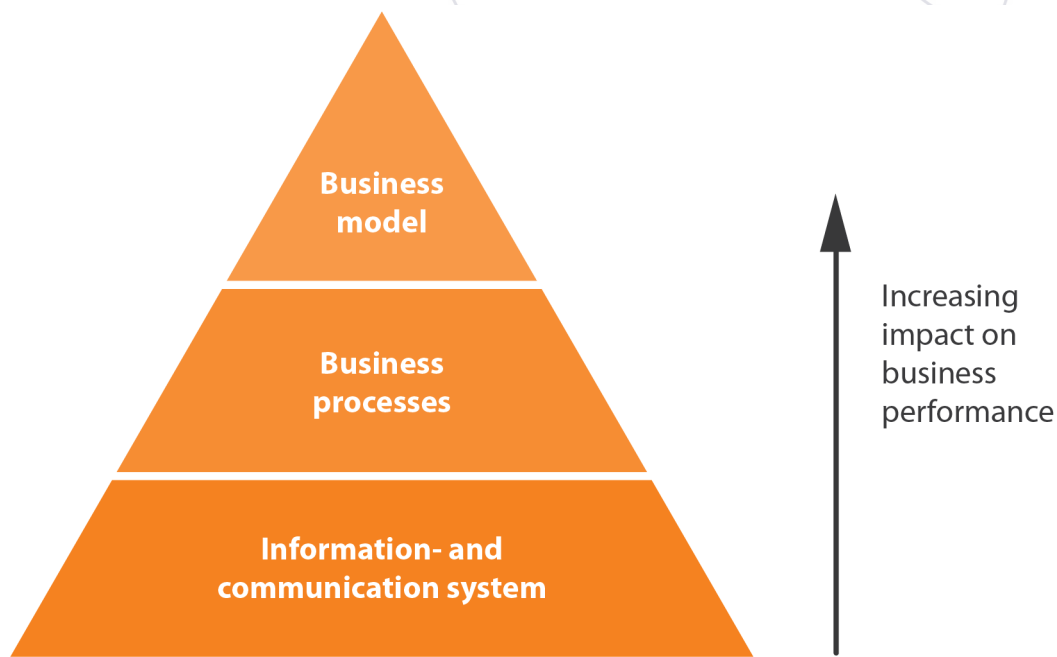 Business
model
Business
processes
Information- and
communication system
Increasing
impact on
business
performance